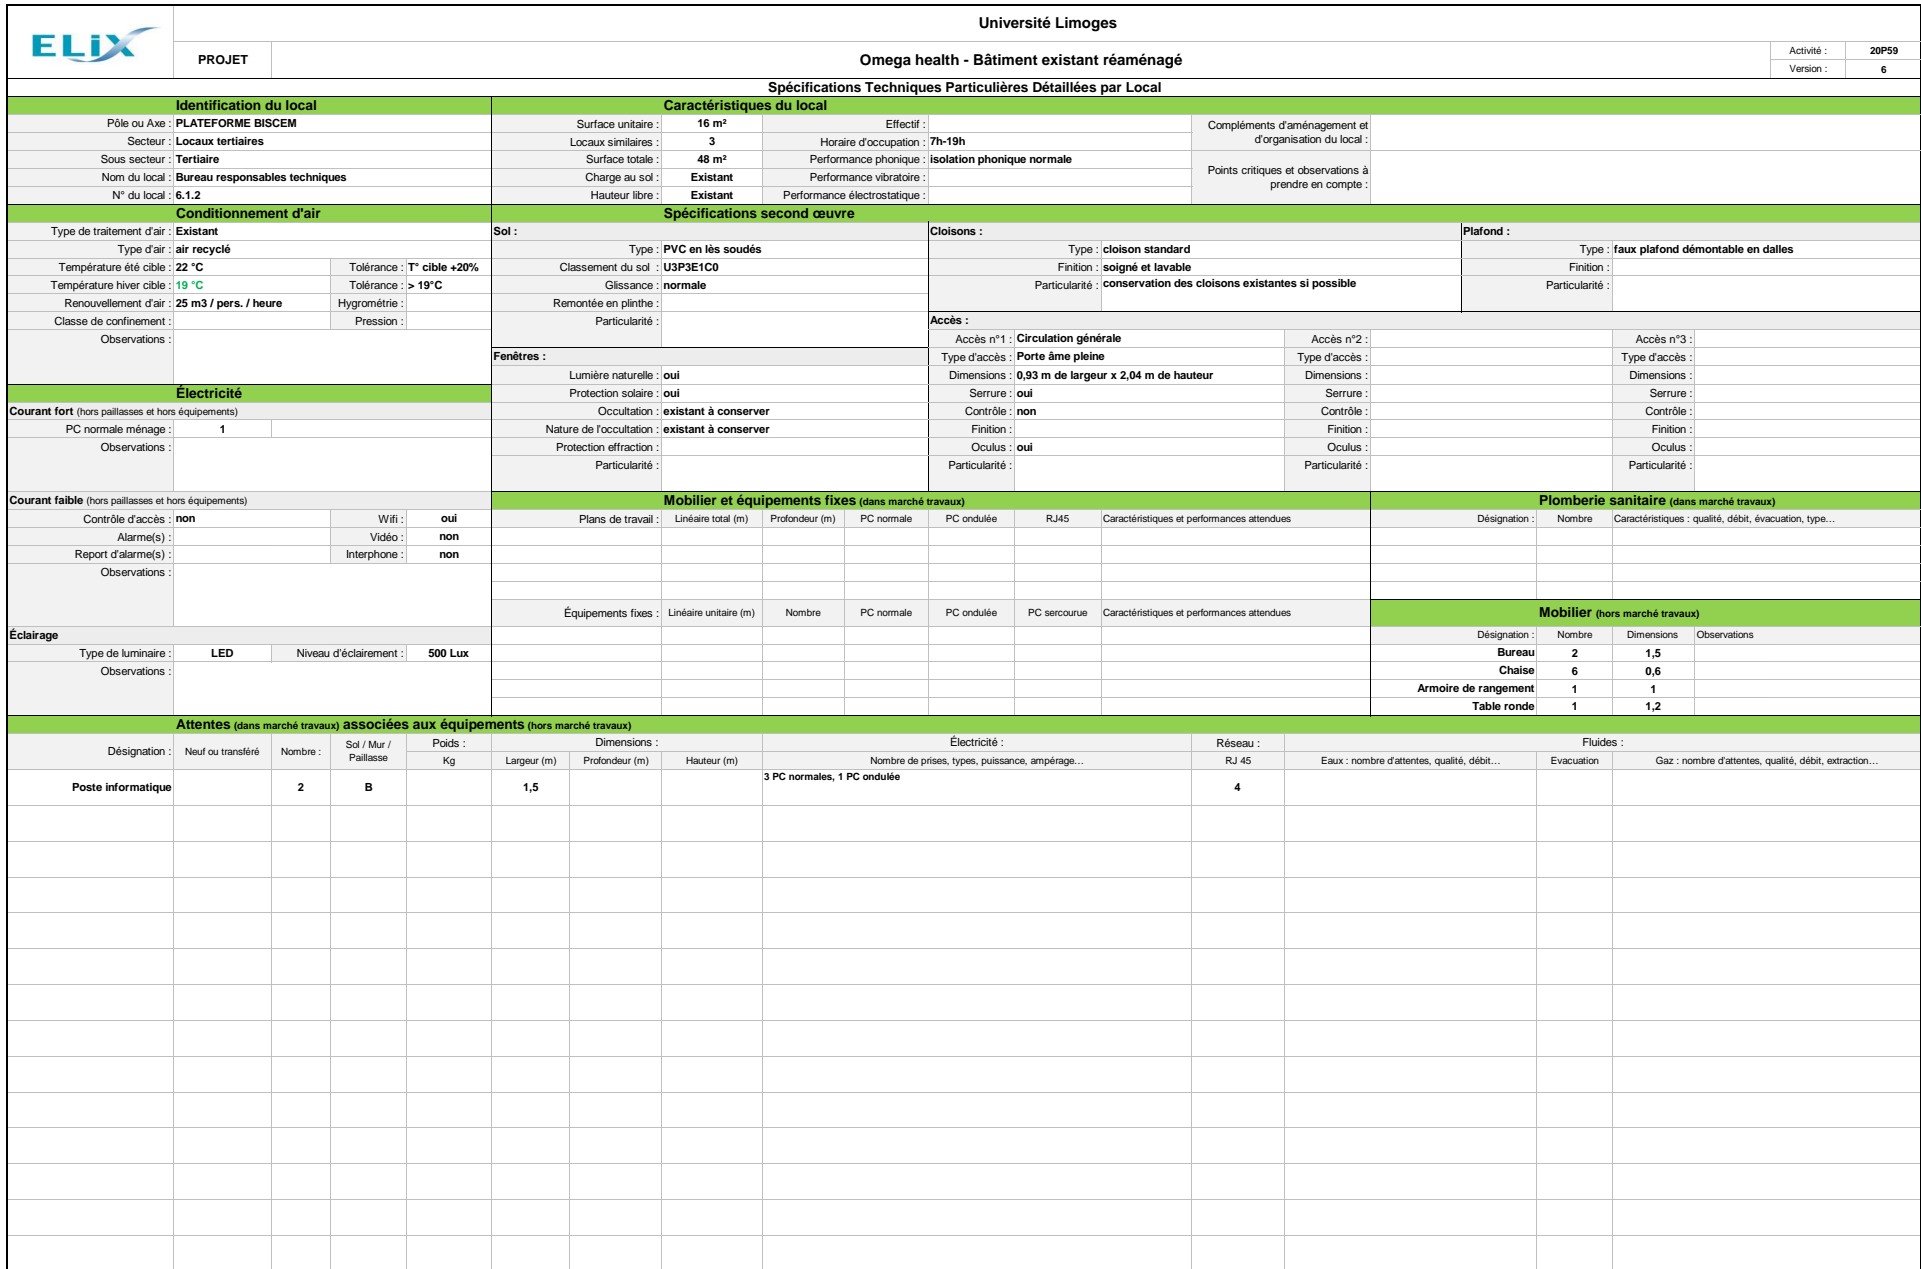 ELiX
Université Limoges
PROJET
Omega health - Bâtiment existant réaménagé
Activité : 20P59
Version : 6
Spécifications Techniques Particulières Détaillées par Local
Identification du local
Pôle ou Axe : PLATEFORME BISCEM
Secteur : Locaux tertiaires
Sous secteur : Tertiaire
Nom du local : Bureau responsables techniques
N° du local : 6.1.2
Caractéristiques du local
Surface unitaire : 16 m² Effectif :
Locaux similaires : 3 Horaire d'occupation : 7h-19h
Surface totale : 48 m² Performance phonique : isolation phonique normale
Charge au sol : Existant Performance vibratoire :
Hauteur libre : Existant Performance électrostatique :
Compléments d'aménagement et
d'organisation du local :
Points critiques et observations à
prendre en compte :
Conditionnement d'air
Type de traitement d'air : Existant
Type d'air : air recyclé
Température été cible : 22 °C Tolérance : T° cible +20%
Température hiver cible : 19 °C Tolérance : > 19°C
Renouvellement d'air : 25 m3 / pers. / heure Hygrométrie :
Classe de confinement : Pression :
Observations :
Spécifications second œuvre
Sol :
Type : PVC en lès soudés
Classement du sol : U3P3E1C0
Glissance : normale
Remontée en plinthe :
Particularité :
Cloisons :
Type : cloison standard
Finition : soigné et lavable
Particularité : conservation des cloisons existantes si possible
Plafond :
Type : faux plafond démontable en dalles
Finition :
Particularité :
Fenêtres :
Lumière naturelle : oui
Protection solaire : oui
Occultation : existant à conserver
Nature de l'occultation : existant à conserver
Protection effraction :
Particularité :
Accès :
Accès n°1 : Circulation générale Accès n°2 : Accès n°3 :
Type d'accès : Porte âme pleine Type d'accès : Type d'accès :
Dimensions : 0,93 m de largeur x 2,04 m de hauteur Dimensions : Dimensions :
Serrure : oui Serrure : Serrure :
Contrôle : non Contrôle : Contrôle :
Finition : Finition : Finition :
Oculus : oui Oculus : Oculus :
Particularité : Particularité : Particularité :
Électricité
Courant fort (hors paillasses et hors équipements)
PC normale ménage : 1
Observations :
Courant faible (hors paillasses et hors équipements)
Contrôle d'accès : non Wifi : oui
Alarme(s) : Vidéo : non
Report d'alarme(s) : Interphone : non
Observations :
Éclairage
Type de luminaire : LED Niveau d'éclairement : 500 Lux
Observations :
Mobilier et équipements fixes (dans marché travaux)
Plans de travail : Linéaire total (m) Profondeur (m) PC normale PC ondulée RJ45 Caractéristiques et performances attendues
Équipements fixes : Linéaire unitaire (m) Nombre PC normale PC ondulée PC sercourue Caractéristiques et performances attendues
Plomberie sanitaire (dans marché travaux)
Désignation : Nombre Caractéristiques : qualité, débit, évacuation, type…
Mobilier (hors marché travaux)
Désignation : Nombre Dimensions Observations
Bureau 2 1,5
Chaise 6 0,6
Armoire de rangement 1 1
Table ronde 1 1,2
Attentes (dans marché travaux) associées aux équipements (hors marché travaux)
Désignation : Neuf ou transféré Nombre : Sol / Mur / Paillasse Poids : Dimensions : Électricité : Réseau : Fluides :
Kg Largeur (m) Profondeur (m) Hauteur (m) Nombre de prises, types, puissance, ampérage… RJ 45 Eaux : nombre d'attentes, qualité, débit… Evacuation Gaz : nombre d'attentes, qualité, débit, extraction…
Poste informatique 2 B 1,5 3 PC normales, 1 PC ondulée 4